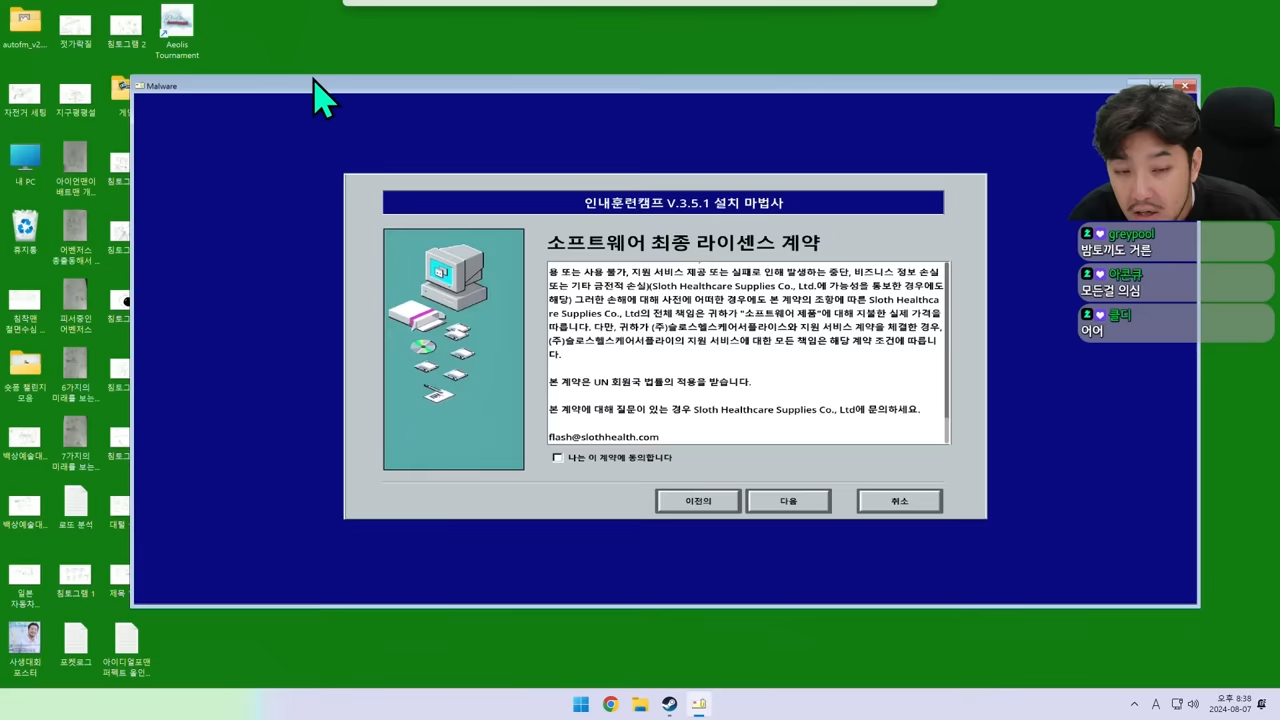 autofm_v2...
젓가락질
침토그램 2
Aeolis
Tournament
자전거 세팅
지구평평설
Malware
내 PC
아이언맨이
배트맨 개...
휴지통
어벤저스
총출동해서 ...
침착맨
철면수심 ...
피서중인
어벤저스
숏폼 챌린지
모음
6가지의
미래를 보는...
백상예술대...
7가지의
미래를 보는...
백상예술대...
로또 분석
일본
자동차...
침토그램 1
사생대회
포스터
포켓로그
아이디얼포맨
퍼펙트 올인...
인내훈련캠프 V.3.5.1 설치 마법사
소프트웨어 최종 라이센스 계약
용 또는 사용 불가, 지원 서비스 제공 또는 실패로 인해 발생하는 중단, 비즈니스 정보 손실
또는 기타 금전적 손실)(Sloth Healthcare Supplies Co., Ltd.에 가능성을 통보한 경우에도
해당) 그러한 손해에 대해 사전에 어떠한 경우에도 본 계약의 조항에 따른 Sloth Healthca
re Supplies Co., Ltd의 전체 책임은 귀하가 "소프트웨어 제품"에 대해 지불한 실제 가격을
따릅니다. 다만, 귀하가 (주)슬로스헬스케어서플라이스와 지원 서비스 계약을 체결한 경우,
(주)슬로스헬스케어서플라이의 지원 서비스에 대한 모든 책임은 해당 계약 조건에 따릅니
다.
본 계약은 UN 회원국 법률의 적용을 받습니다.
본 계약에 대해 질문이 있는 경우 Sloth Healthcare Supplies Co., Ltd에 문의하세요.
flash@slothhealth.com
나는 이 계약에 동의합니다
이전의
다음
취소
greypool
밤토끼도 거른
야콘큐
모든걸 의심
클디
어어
A
오후 8:38
2024-08-07